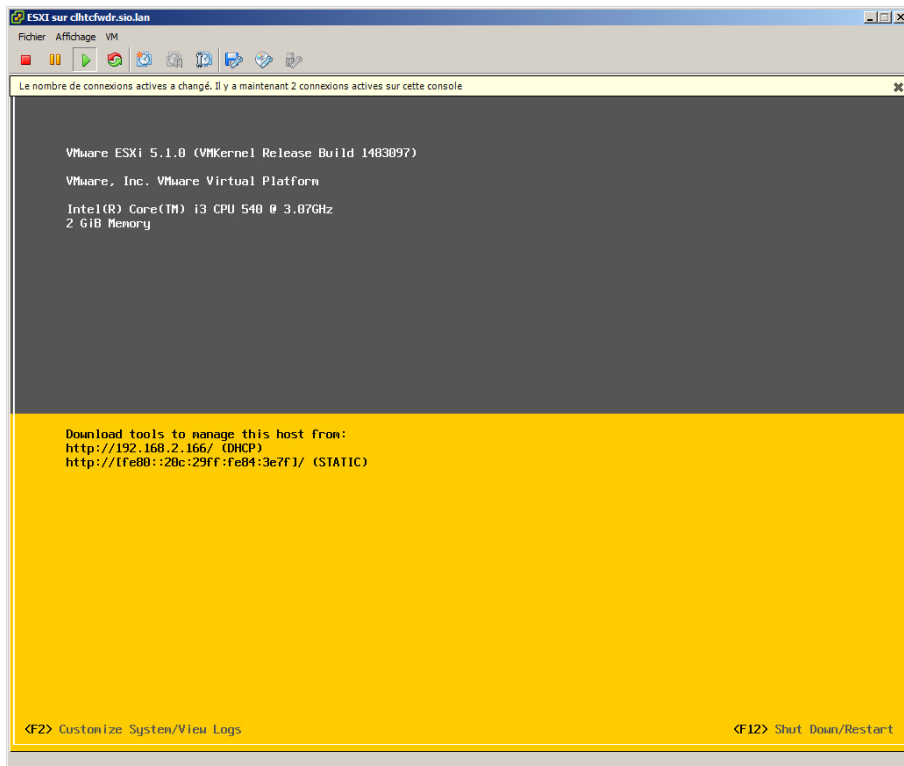 ESXI sur clhtcfwdr.sio.lan
Fichier Affichage VM
Le nombre de connexions actives a changé. Il y a maintenant 2 connexions actives sur cette console
VMware ESXi 5.1.0 (VMKernel Release Build 1483097)
VMware, Inc. VMware Virtual Platform
Intel(R) Core(TM) i3 CPU 540 @ 3.07GHz
2 GiB Memory
Download tools to manage this host from:
http://192.168.2.166/ (DHCP)
http://[fe80::20c:29ff:fe84:3e7f]/ (STATIC)
<F2> Customize System/View Logs
<F12> Shut Down/Restart